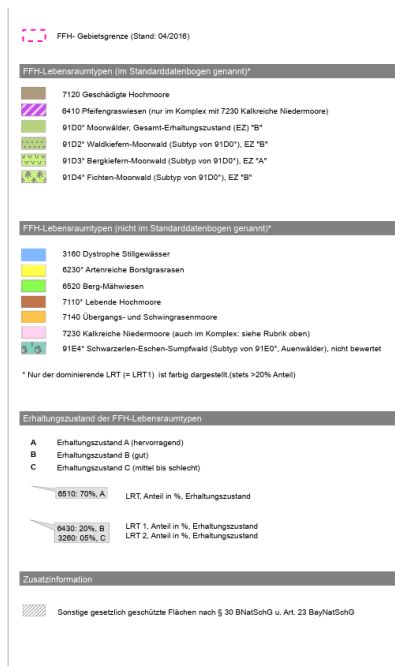 FFH- Gebietsgrenze (Stand: 04/2016)
FFH-Lebensraumtypen (im Standarddatenbogen genannt)*
7120 Geschädigte Hochmoore
6410 Pfeifengraswiesen (nur im Komplex mit 7230 Kalkreiche Niedermoore)
91D0* Moorwälder, Gesamt-Erhaltungszustand (EZ) "B"
91D2* Waldkiefern-Moorwald (Subtyp von 91D0*), EZ "B"
91D3* Bergkiefern-Moorwald (Subtyp von 91D0*), EZ "A"
91D4* Fichten-Moorwald (Subtyp von 91D0*), EZ "B"
FFH-Lebensraumtypen (nicht im Standarddatenbogen genannt)*
3160 Dystrophe Stillgewässer
6230* Artenreiche Borstgrasrasen
6520 Berg-Mähwiesen
7110* Lebende Hochmoore
7140 Übergangs- und Schwingrasenmoore
7230 Kalkreiche Niedermoore (auch im Komplex: siehe Rubrik oben)
91E4* Schwarzerlen-Eschen-Sumpfwald (Subtyp von 91E0*, Auenwälder), nicht bewertet
* Nur der dominierende LRT (= LRT1) ist farbig dargestellt.(stets >20% Anteil)
Erhaltungszustand der FFH-Lebensraumtypen
A Erhaltungszustand A (hervorragend)
B Erhaltungszustand B (gut)
C Erhaltungszustand C (mittel bis schlecht)
6510: 70%, A LRT, Anteil in %, Erhaltungszustand
6430: 20%, B LRT 1, Anteil in %, Erhaltungszustand
3260: 05%, C LRT 2, Anteil in %, Erhaltungszustand
Zusatzinformation
Sonstige gesetzlich geschützte Flächen nach § 30 BNatSchG u. Art. 23 BayNatSchG